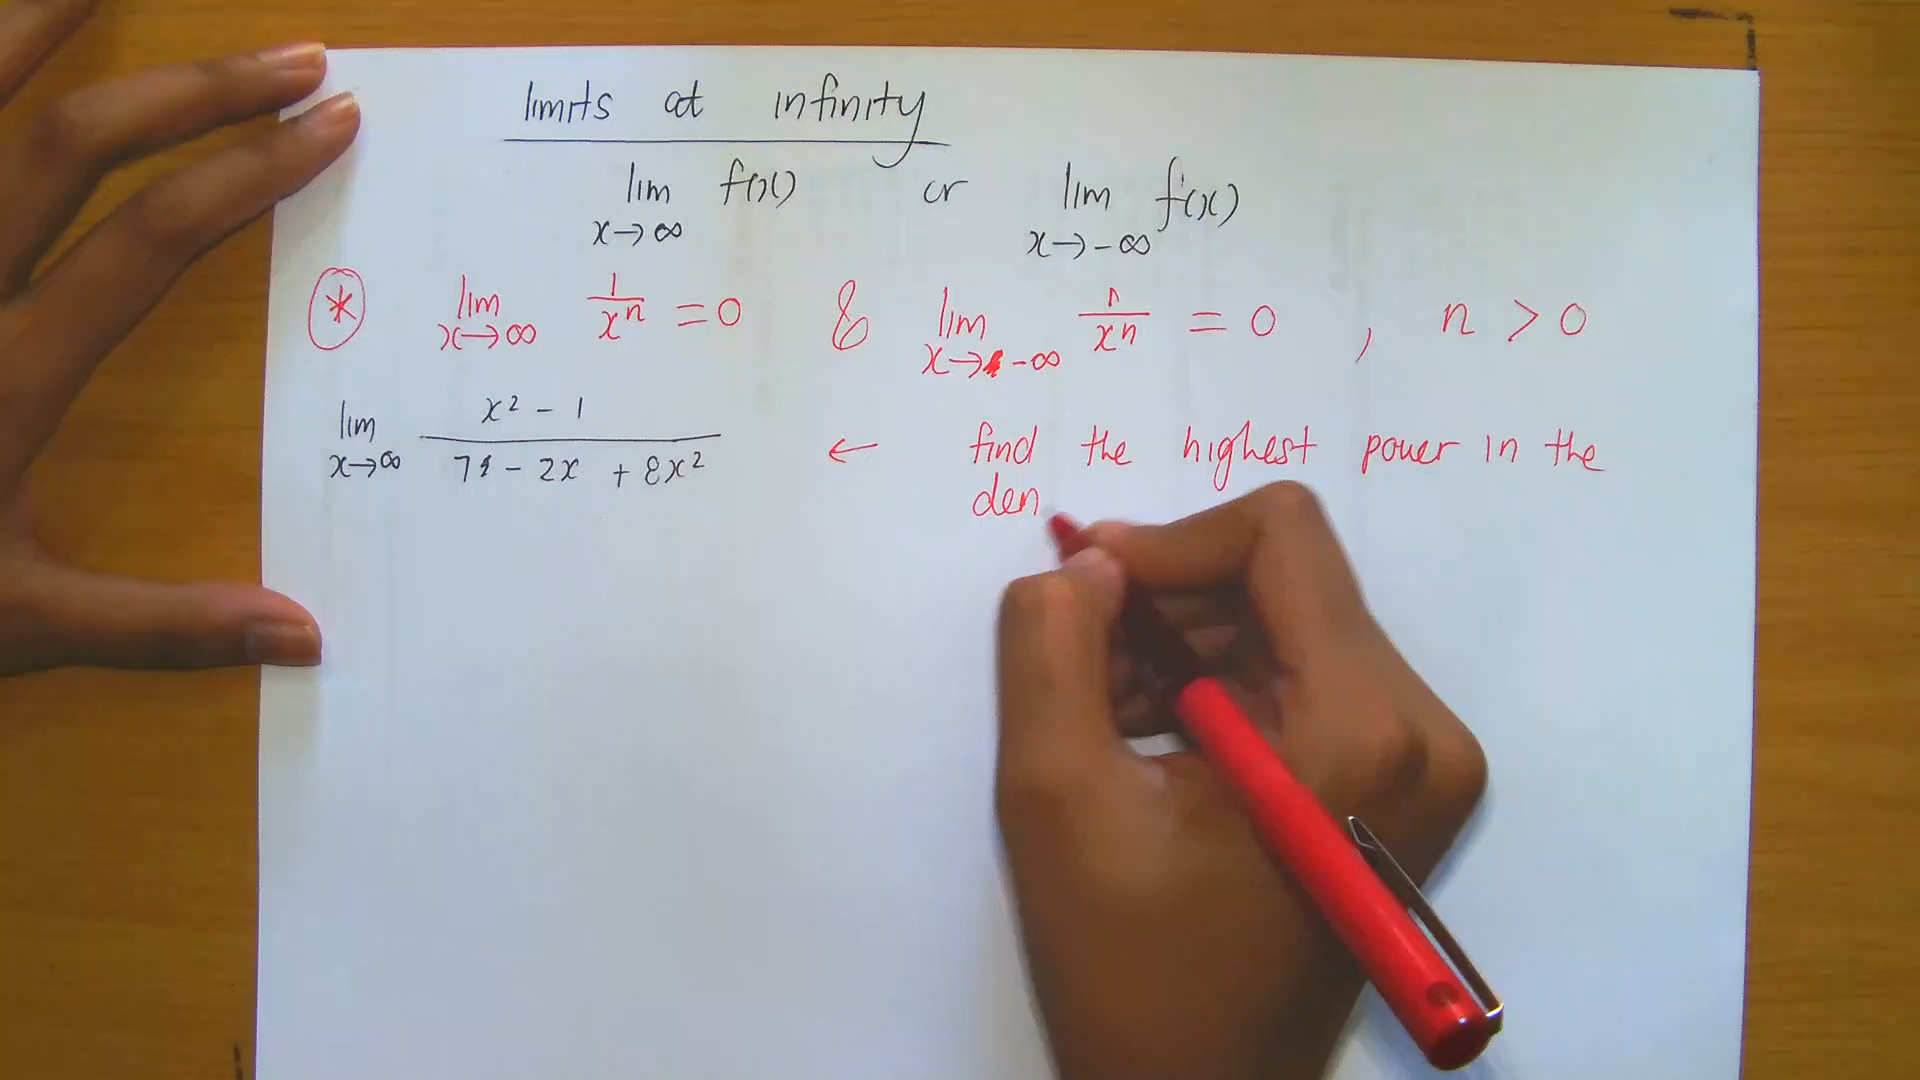 limits at infinity
lim x→∞ f(x) or lim x→-∞ f(x)
* lim x→∞ 1/xⁿ = 0 & lim x→-∞ 1/xⁿ = 0 , n > 0
lim x→∞ (x² - 1)/(7 - 2x + 8x²) ← find the highest power in the
den